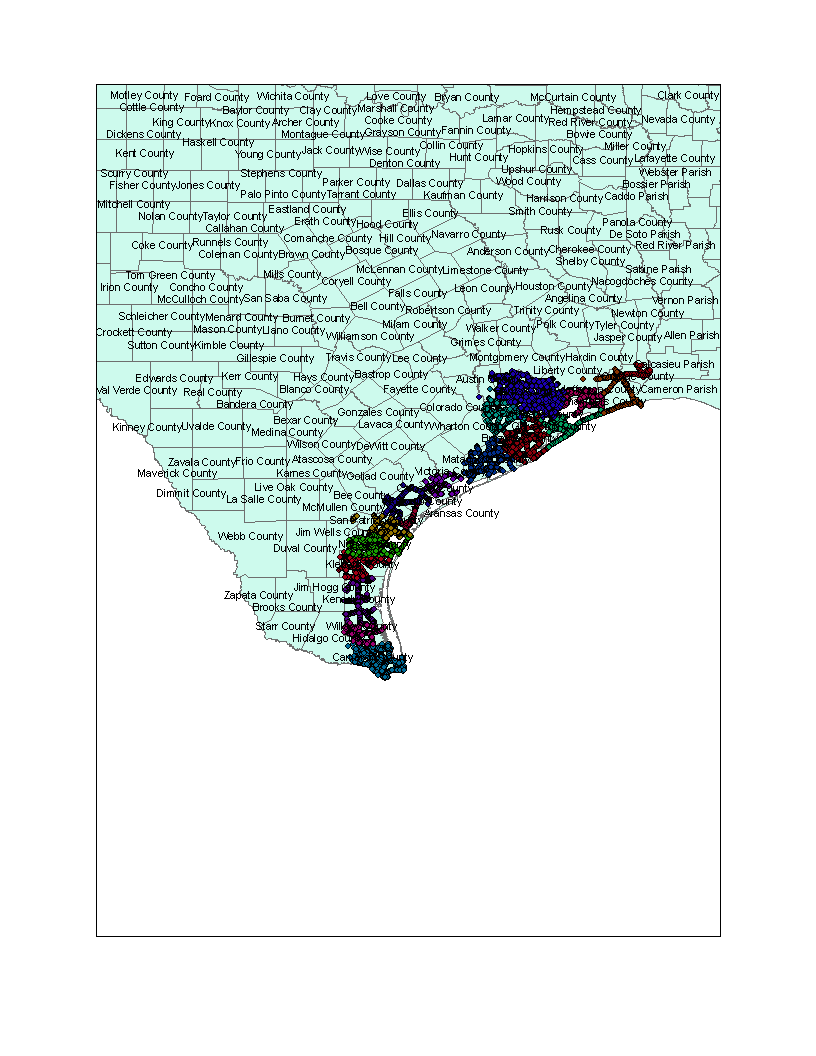 Motley County Foard County Wichita County Love County Bryan County McCurtain County Clark County
Cottle County Baylor County Clay County Marshall County Hempstead County
King County Knox County Archer County Cooke County Lamar County Red River County Nevada County
Dickens County Montague County Grayson County Fannin County Bowie County
Haskell County Collin County Miller County
Kent County Young County Jack County Wise County Hunt County Hopkins County Cass County Lafayette County
Denton County
Scurry County Stephens County Upshur County Webster Parish
Fisher County Jones County Parker County Dallas County Wood County Bossier Parish
Palo Pinto County Tarrant County Kaufman County Harrison County Caddo Parish
Mitchell County Eastland County Ellis County Smith County
Nolan County Taylor County Erath County Hood County Panola County
Callahan County Navarro County Rusk County De Soto Parish
Coke County Runnels County Comanche County Hill County Red River Parish
Coleman County Brown County Bosque County Anderson County Cherokee County
Shelby County
Tom Green County Mills County McLennan County Limestone County Sabine Parish
Irion County Concho County Coryell County Leon County Houston County Nacogdoches County
McCulloch County San Saba County Falls County Angelina County Vernon Parish
Schleicher County Menard County Burnet County Bell County Robertson County Trinity County Newton County
Crockett County Mason County Llano County Milam County Walker County Polk County Tyler County
Sutton County Kimble County Williamson County Grimes County Jasper County Allen Parish
Gillespie County Travis County Lee County Montgomery County Hardin County
Liberty County
Edwards County Kerr County Hays County Bastrop County Austin
val Verde County Real County Blanco County Fayette County Cameron Parish
Bandera County Gonzales County
Kinney County Uvalde County Bexar County Lavaca County Wharton
Medina County Wilson County DeWitt County
Zavala County Frio County Atascosa County
Maverick County Karnes County Goliad County
Dimmit County Live Oak County Bee County
La Salle County McMullen County Aransas County
Webb County Jim Wells County
Duval County
Jim Hogg County
Zapata County
Brooks County
Starr County
Hidalgo